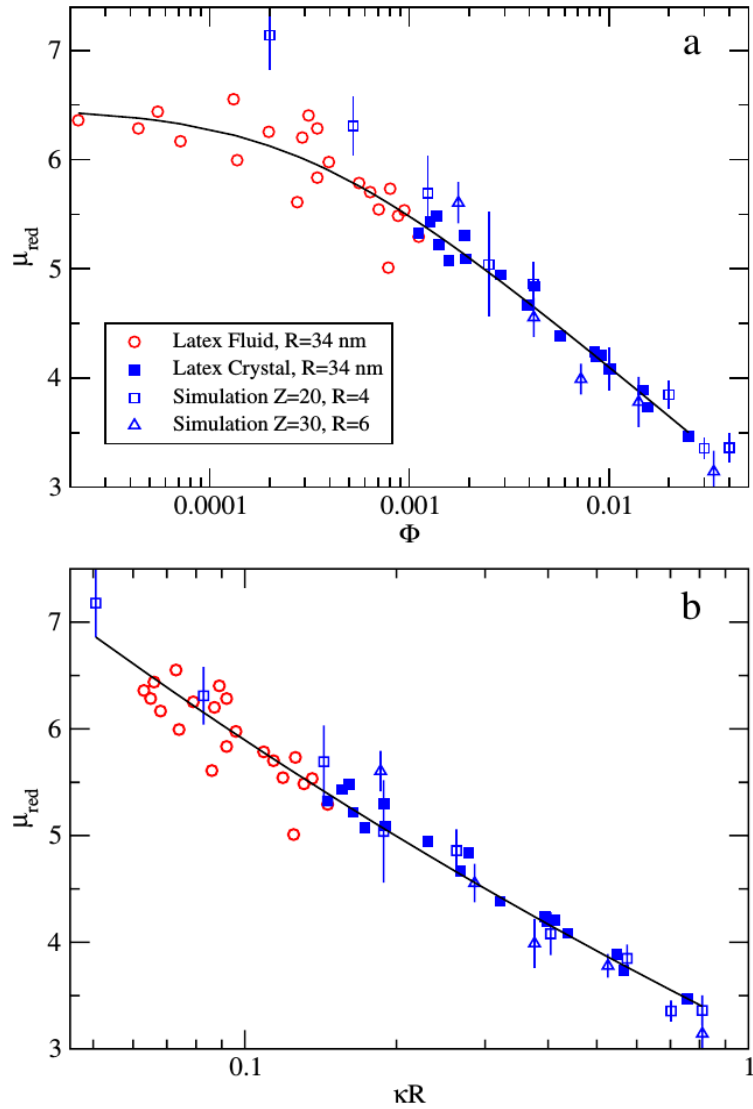 a
7
6
5
4
3
μred
Latex Fluid, R=34 nm
Latex Crystal, R=34 nm
Simulation Z=20, R=4
Simulation Z=30, R=6
0.0001
0.001
0.01
Φ
b
7
6
5
4
3
μred
0.1
1
κR